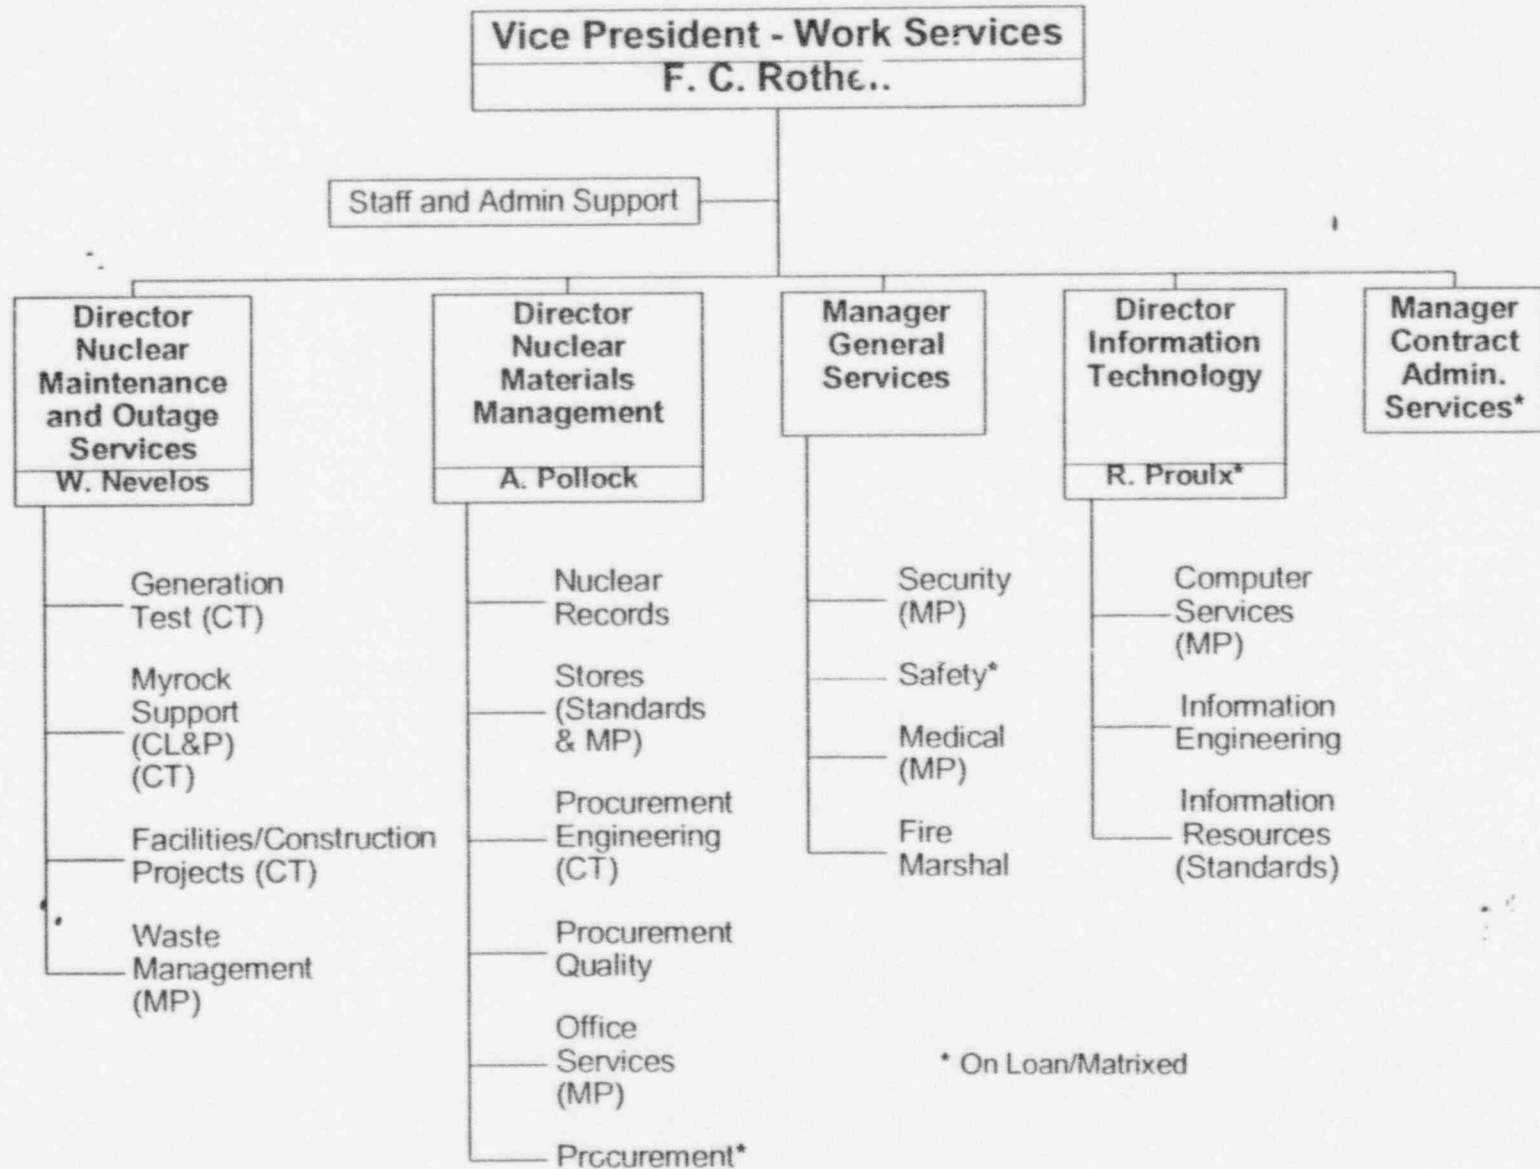 Vice President - Work Services
F. C.
Staff and Admin Support
Director
Nuclear
Maintenance
and Outage
Services
W. Nevelos
Director
Nuclear
Materials
Management
A. Pollock
Manager
General
Services
Director
Information
Technology
R. Proulx*
Manager
Contract
Admin.
Services*
Generation
Test (CT)
Myrock
Support
(CL&P)
(CT)
Facilities/Construction
Projects (CT)
Waste
Management
(MP)
Nuclear
Records
Stores
(Standards
& MP)
Procurement
Engineering
(CT)
Procurement
Quality
Office
Services
(MP)
Procurement*
Security
(MP)
Safety*
Medical
(MP)
Fire
Marshal
Computer
Services
(MP)
Information
Engineering
Information
Resources
(Standards)
* On Loan/Matrixed